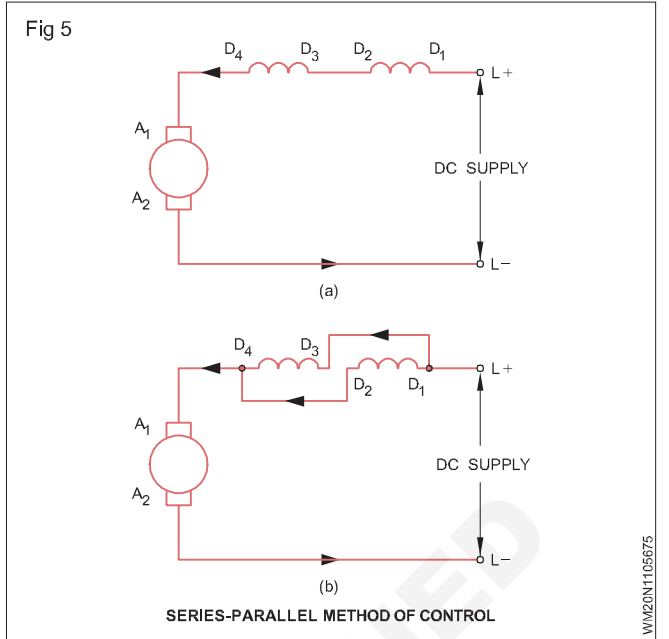 Fig 5
D4 D3 D2 D1
L+
A1
A2
DC SUPPLY
L−
(a)
D4 D3
D2 D1
L+
A1
A2
DC SUPPLY
L−
(b)
SERIES-PARALLEL METHOD OF CONTROL
WM20N1105675